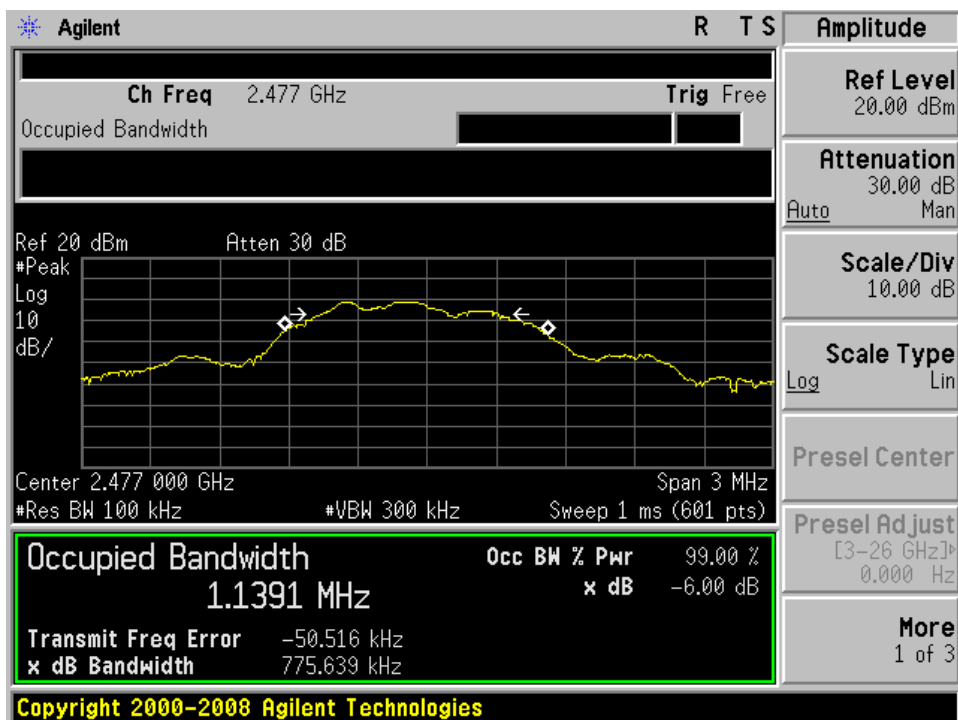 Agilent R T S
Ch Freq 2.477 GHz Trig Free
Occupied Bandwidth
Ref 20 dBm Atten 30 dB
#Peak
Log
10
dB/
Center 2.477 000 GHz Span 3 MHz
#Res BW 100 kHz #VBW 300 kHz Sweep 1 ms (601 pts)
Occupied Bandwidth
1.1391 MHz
Occ BW % Pwr 99.00 %
x dB -6.00 dB
Transmit Freq Error -50.516 kHz
x dB Bandwidth 775.639 kHz
Copyright 2000-2008 Agilent Technologies
Amplitude
Ref Level
20.00 dBm
Attenuation
30.00 dB
Auto Man
Scale/Div
10.00 dB
Scale Type
Log Lin
Presel Center
Presel Adjust
[3-26 GHz]
0.000 Hz
More
1 of 3